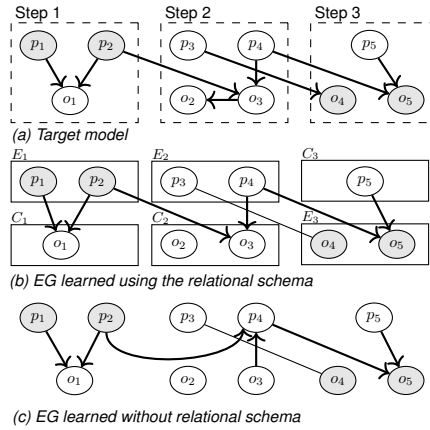 Step 1 Step 2 Step 3
p1 p2 p3 p4 p5
o1 o2 o3 o4 o5
(a) Target model
E1 E2 C3
p1 p2 p3 p4 p5
C1 C2 E3
o1 o2 o3 o4 o5
(b) EG learned using the relational schema
p1 p2 p3 p4 p5
o1 o2 o3 o4 o5
(c) EG learned without relational schema